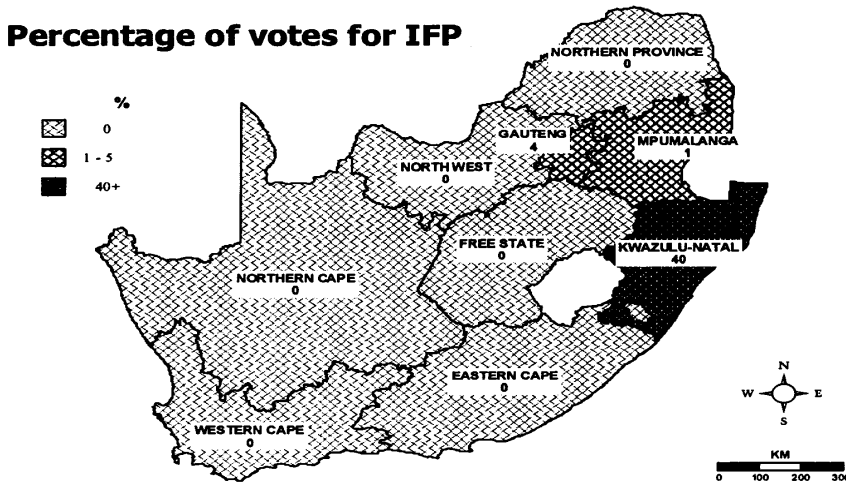 Percentage of votes for IFP
%
0
1 - 5
40+
NORTHERN PROVINCE
0
GAUTENG
4
MPUMALANGA
1
NORTH WEST
0
FREE STATE
0
KWAZULU-NATAL
40
NORTHERN CAPE
0
EASTERN CAPE
0
WESTERN CAPE
0
N
W E
S
KM
0 100 200 300